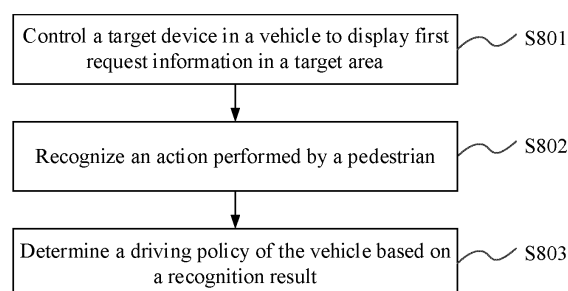 Control a target device in a vehicle to display first
request information in a target area
S801
Recognize an action performed by a pedestrian
S802
Determine a driving policy of the vehicle based on
a recognition result
S803